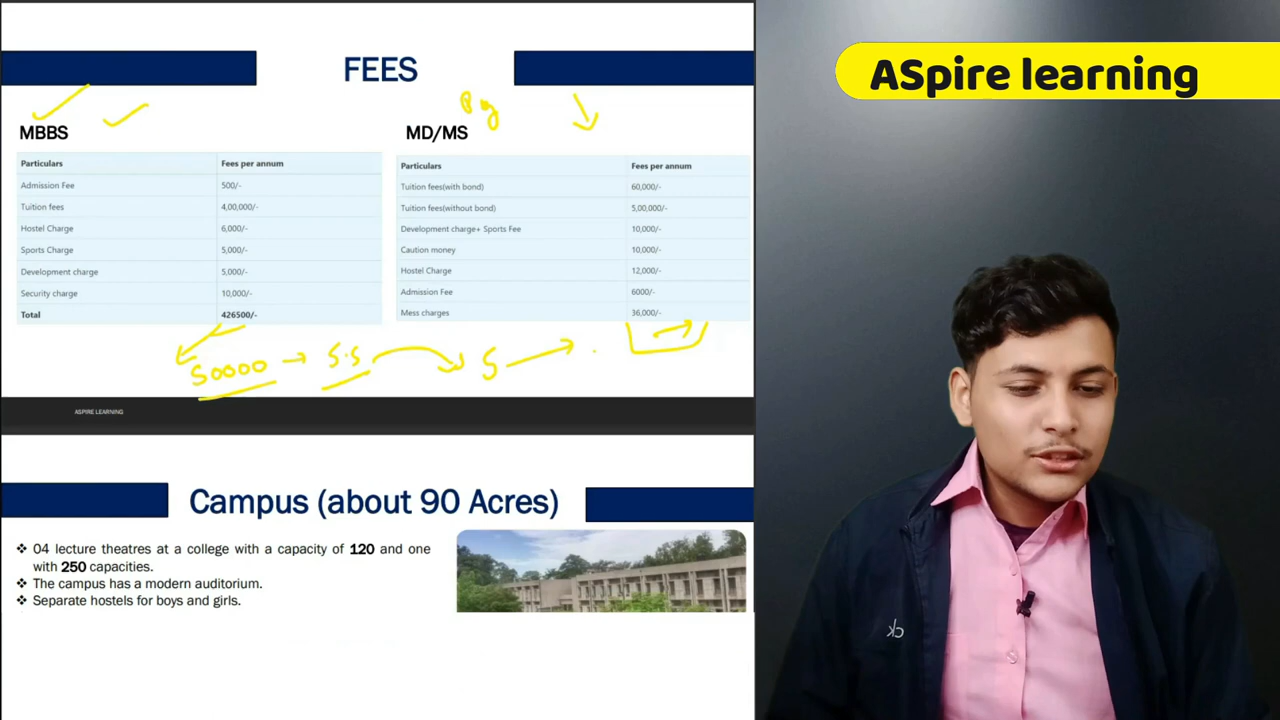 FEES
ASpire learning
MBBS
Particulars Fees per annum
Admission Fee 500/-
Tuition fees 4,00,000/-
Hostel Charge 6,000/-
Sports Charge 5,000/-
Development charge 5,000/-
Security charge 10,000/-
Total 426500/-
MD/MS
Particulars Fees per annum
Tuition fees(with bond) 60,000/-
Tuition fees(without bond) 5,00,000/-
Development charge+ Sports Fee 10,000/-
Caution money 10,000/-
Hostel Charge 12,000/-
Admission Fee 6000/-
Mess charges 36,000/-
50000 → 5.5
5
ASPIRE LEARNING
Campus (about 90 Acres)
❖ 04 lecture theatres at a college with a capacity of 120 and one
with 250 capacities.
❖ The campus has a modern auditorium.
❖ Separate hostels for boys and girls.